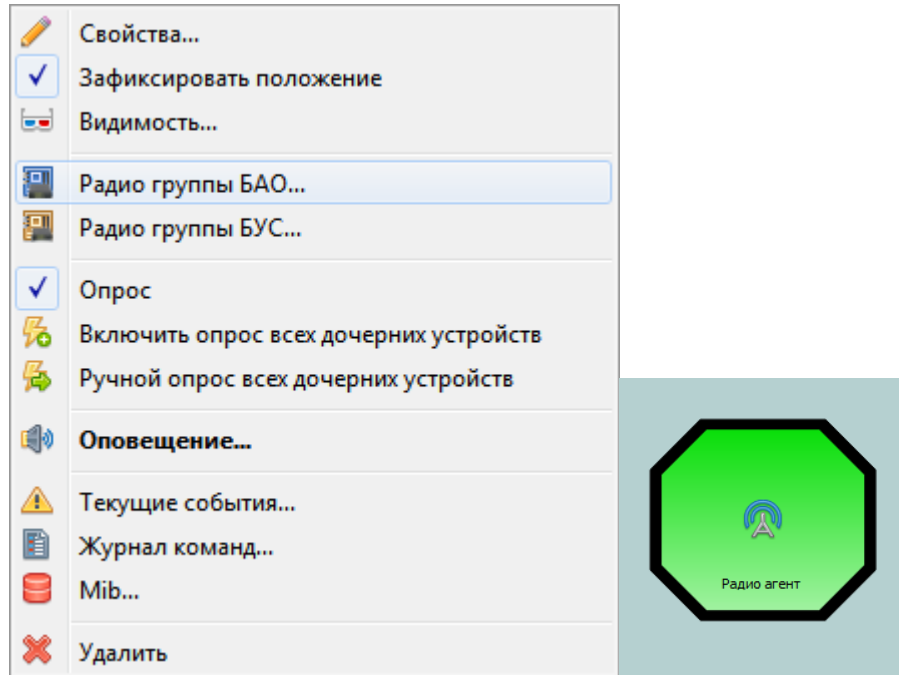 Свойства...
Зафиксировать положение
Видимость...
Радио группы БАО...
Радио группы БУС...
Опрос
Включить опрос всех дочерних устройств
Ручной опрос всех дочерних устройств
Оповещение...
Текущие события...
Журнал команд...
Mib...
Удалить
Радио агент